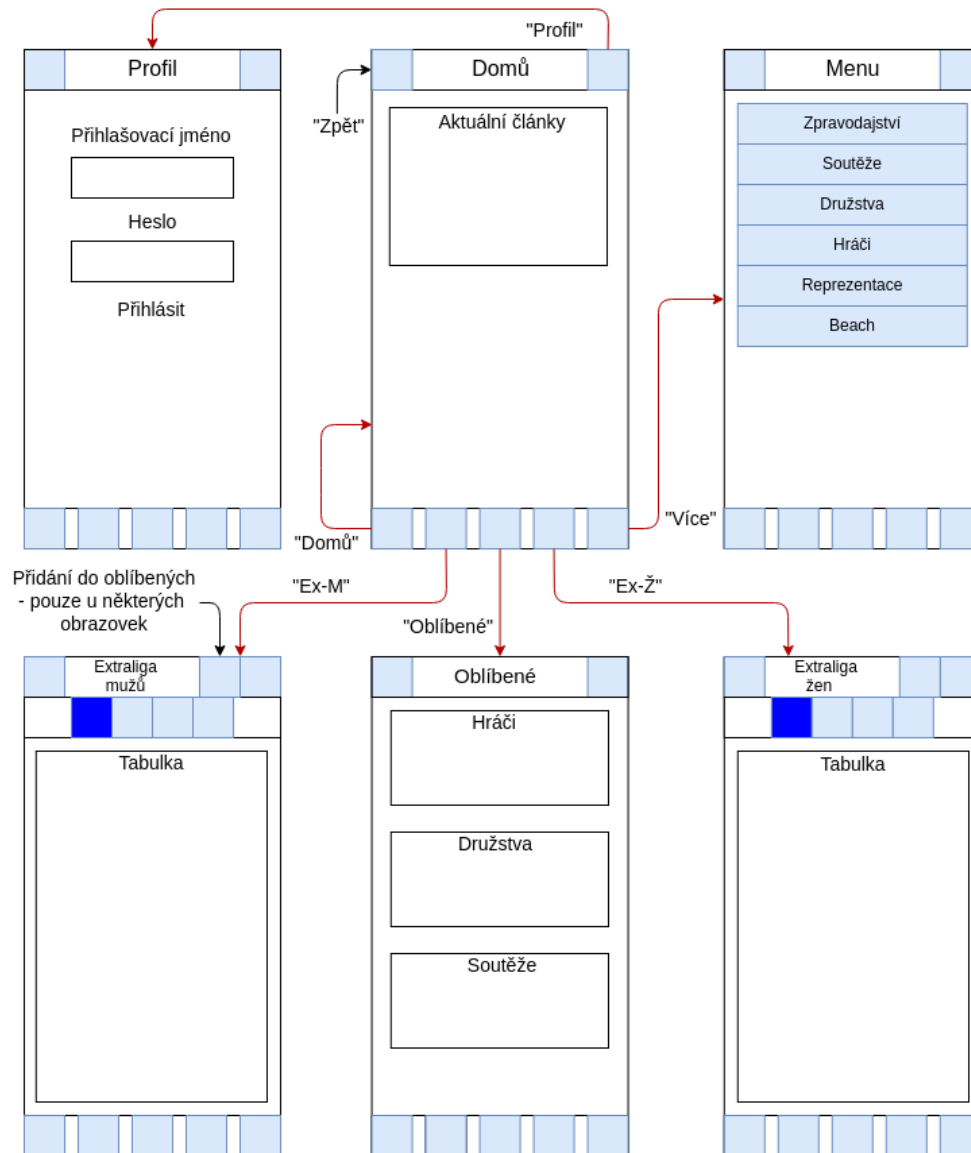 "Profil"
Profil
Domů
Menu
"Zpět"
Přihlašovací jméno
Heslo
Přihlásit
Aktuální články
Zpravodajství
Soutěže
Družstva
Hráči
Reprezentace
Beach
"Domů"
"Více"
"Ex-M"
"Oblíbené"
"Ex-Ž"
Přidání do oblíbených
- pouze u některých
obrazovek
Extraliga
mužů
Tabulka
Oblíbené
Hráči
Družstva
Soutěže
Extraliga
žen
Tabulka